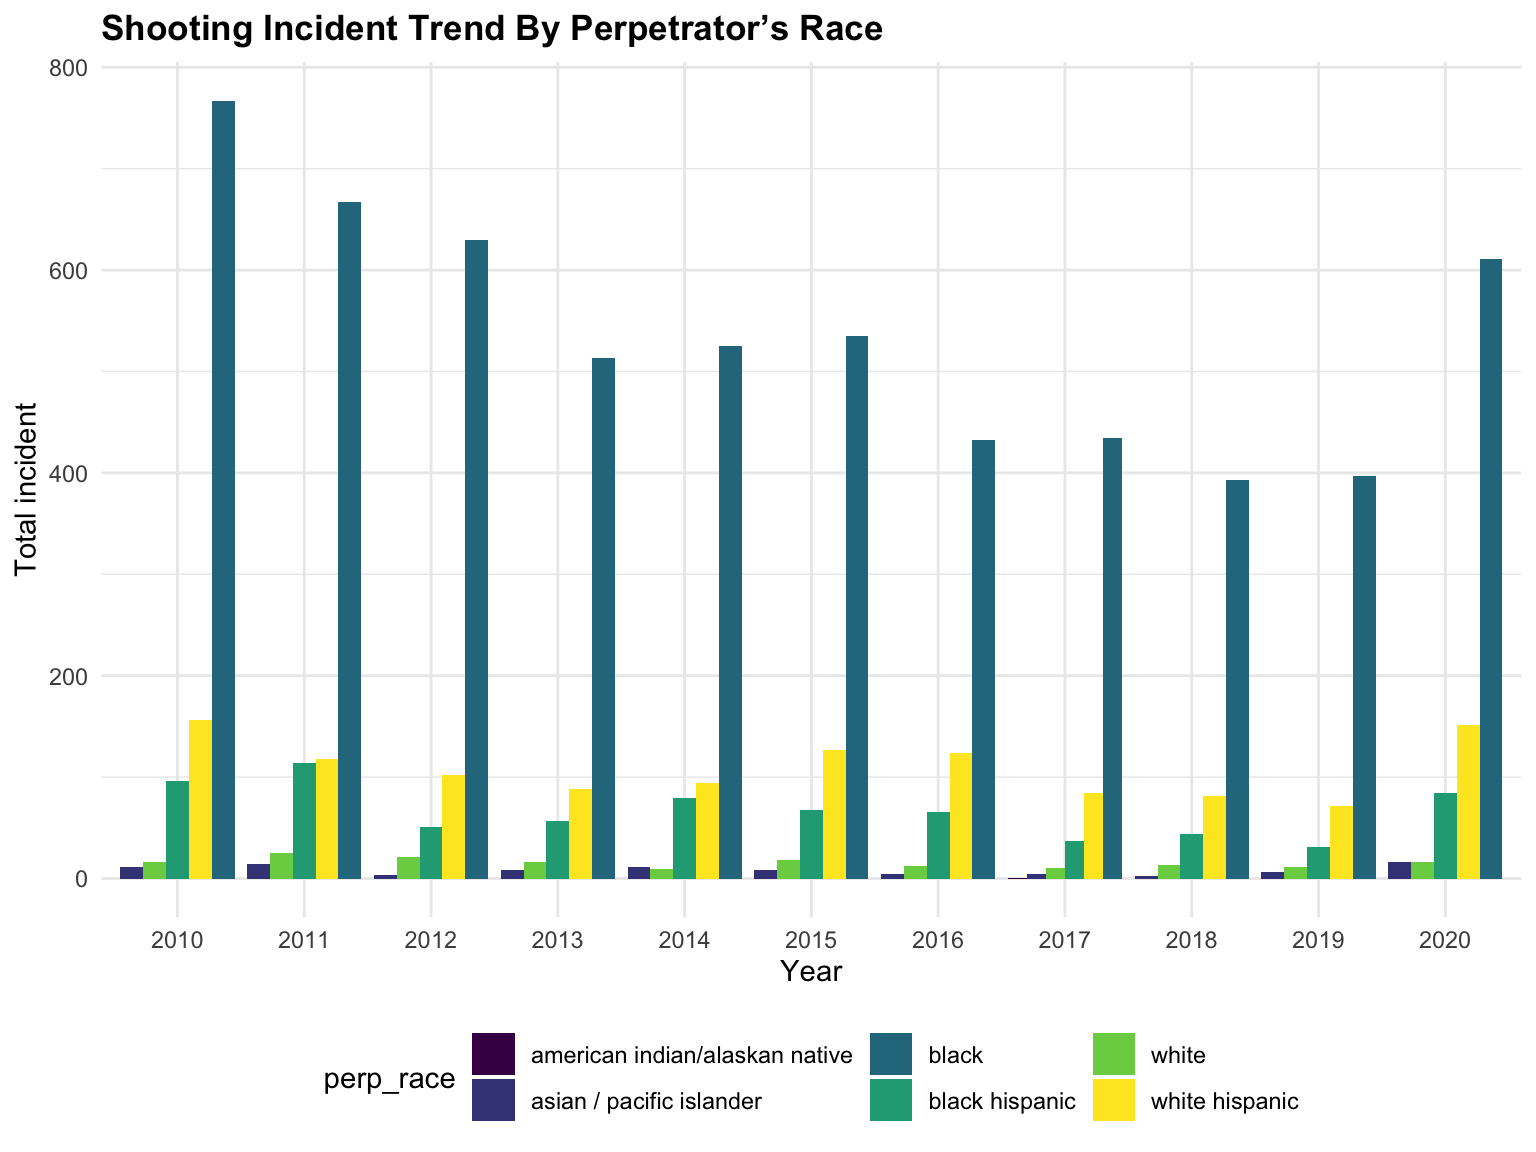 Shooting Incident Trend By Perpetrator’s Race
Total incident
800
600
400
200
0
2010 2011 2012 2013 2014 2015 2016 2017 2018 2019 2020
Year
perp_race
american indian/alaskan native black white
asian / pacific islander black hispanic white hispanic